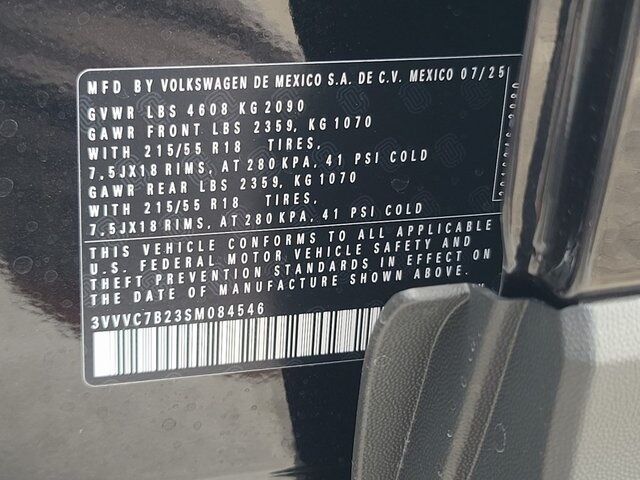 MFD. BY VOLKSWAGEN DE MEXICO S.A. DE C.V. MEXICO 07/25
GVWR LBS 4608 KG 2090
GAWR FRONT LBS 2359, KG 1070
WITH 215/55 R18 TIRES,
7.5JX18 RIMS, AT 280 KPA, 41 PSI COLD
GAWR REAR LBS 2359, KG 1070
WITH 215/55 R18 TIRES,
7.5JX18 RIMS, AT 280 KPA, 41 PSI COLD
THIS VEHICLE CONFORMS TO ALL APPLICABLE
U.S. FEDERAL MOTOR VEHICLE SAFETY AND
THEFT PREVENTION STANDARDS IN EFFECT ON
THE DATE OF MANUFACTURE SHOWN ABOVE.
3VVVC7B23SM084546